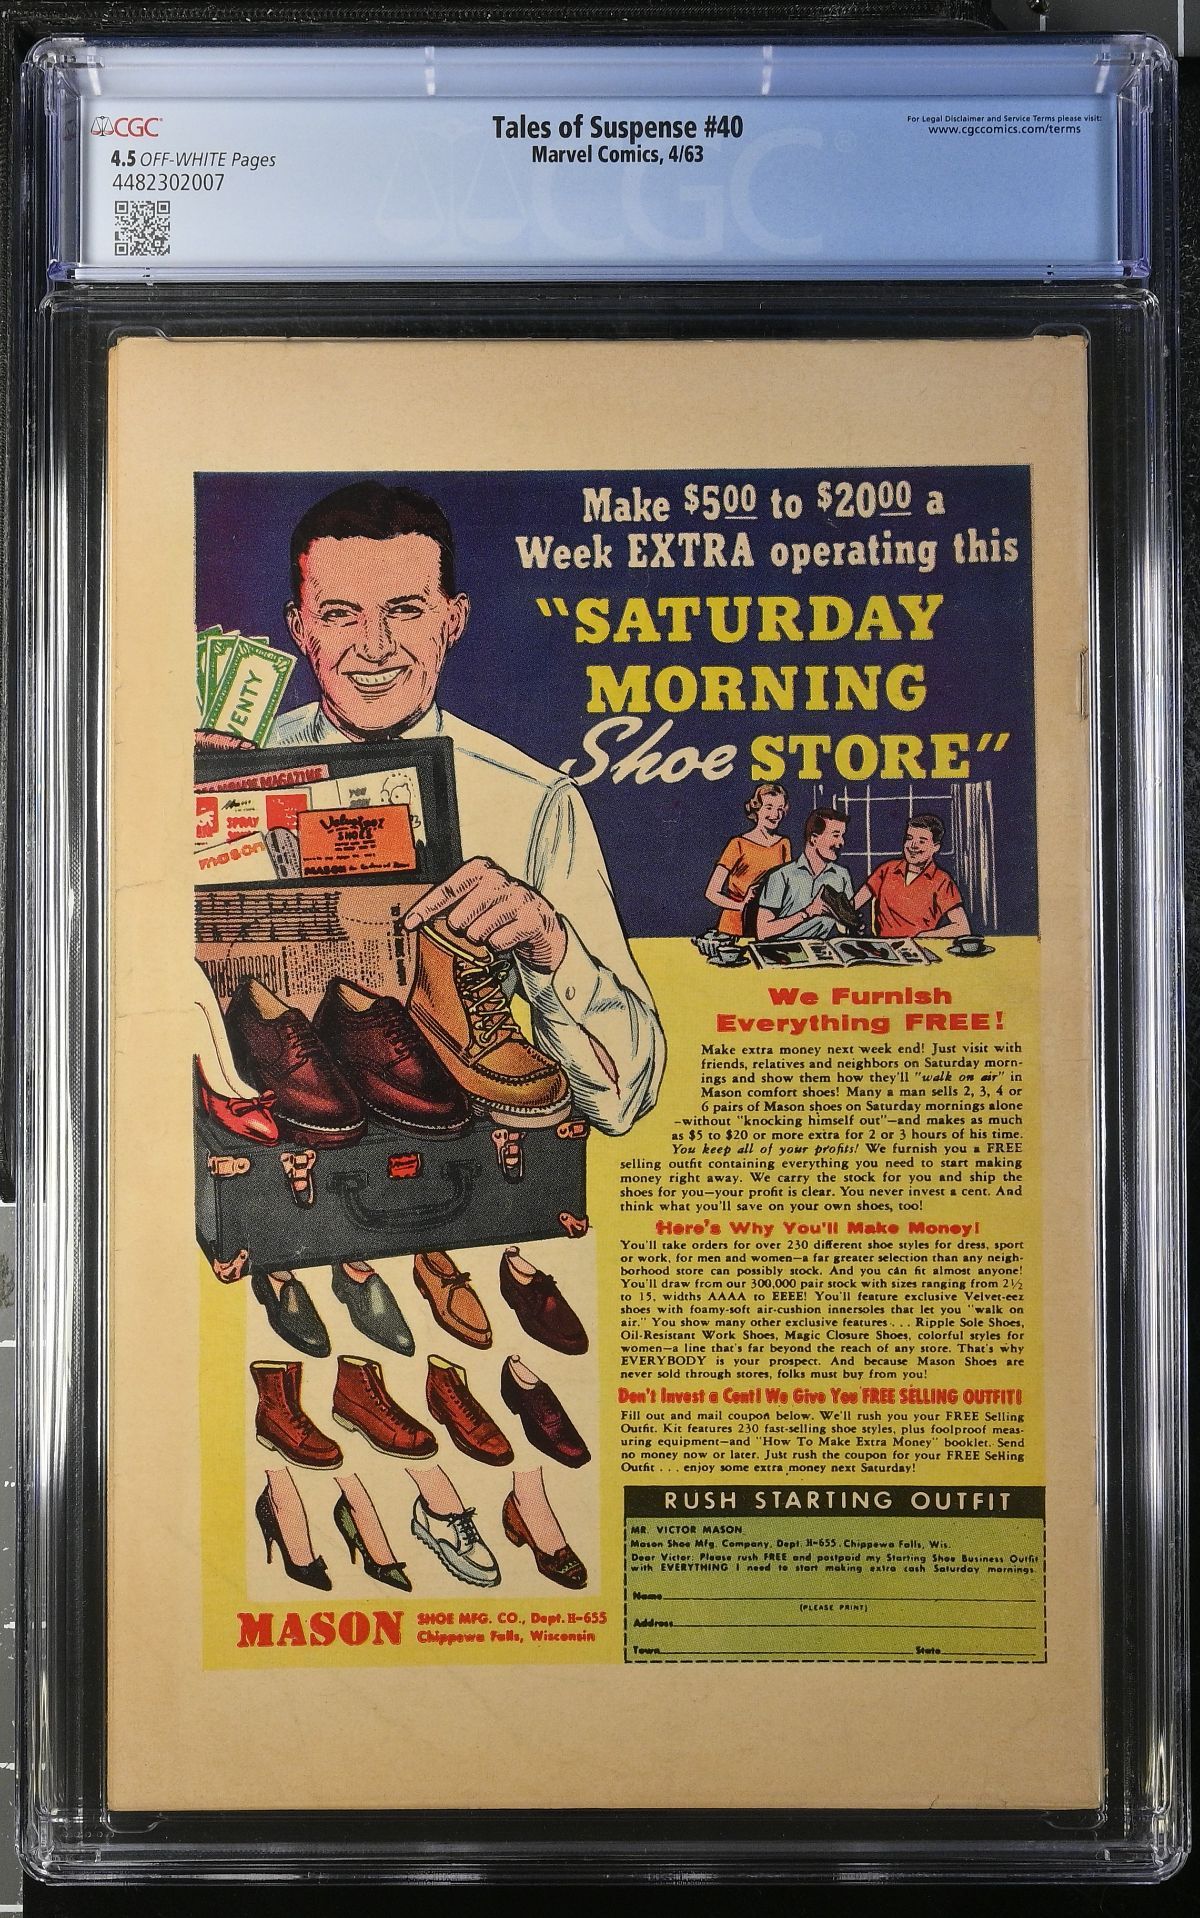 CGC
4.5 OFF-WHITE Pages
4482302007
Tales of Suspense #40
Marvel Comics, 4/63
For Legal Disclaimer and Service Terms please visit:
www.cgccomics.com/terms
CGC
Make $500 to $2000 a
Week EXTRA operating this
"SATURDAY
MORNING
Shoe STORE"
VENTY
MAGAZINE
SPRAY
mason
Velvet-eez
SHOES
MASON
We Furnish
Everything FREE!
Make extra money next week end! Just visit with
friends, relatives and neighbors on Saturday morn-
ings and show them how they'll "walk on air" in
Mason comfort shoes! Many a man sells 2, 3, 4 or
6 pairs of Mason shoes on Saturday mornings alone
-without "knocking himself out"—and makes as much
as $5 to $20 or more extra for 2 or 3 hours of his time.
You keep all of your profits! We furnish you a FREE
selling outfit containing everything you need to start making
money right away. We carry the stock for you and ship the
shoes for you—your profit is clear. You never invest a cent. And
think what you'll save on your own shoes, too!
Here's Why You'll Make Money!
You'll take orders for over 230 different shoe styles for dress, sport
or work, for men and women—a far greater selection than any neigh-
borhood store can possibly stock. And you can fit almost anyone!
You'll draw from our 300,000 pair stock with sizes ranging from 2½
to 15, widths AAAA to EEEE! You'll feature exclusive Velvet-eez
shoes with foamy-soft air-cushion innersoles that let you "walk on
air." You show many other exclusive features . . . Ripple Sole Shoes,
Oil-Resistant Work Shoes, Magic Closure Shoes, colorful styles for
women—a line that's far beyond the reach of any store. That's why
EVERYBODY is your prospect. And because Mason Shoes are
never sold through stores, folks must buy from you!
Don't Invest a Cent! We Give You FREE SELLING OUTFIT!
Fill out and mail coupon below. We'll rush you your FREE Selling
Outfit. Kit features 230 fast-selling shoe styles, plus foolproof meas-
uring equipment—and "How To Make Extra Money" booklet. Send
no money now or later. Just rush the coupon for your FREE Selling
Outfit . . . enjoy some extra money next Saturday!
RUSH STARTING OUTFIT
MR. VICTOR MASON
Mason Shoe Mfg. Company, Dept. H-655, Chippewa Falls, Wis.
Dear Victor: Please rush FREE and postpaid my Starting Shoe Business Outfit
with EVERYTHING I need to start making extra cash Saturday mornings.
Name
(PLEASE PRINT)
Address
Town State
MASON SHOE MFG. CO., Dept. H-655
Chippewa Falls, Wisconsin